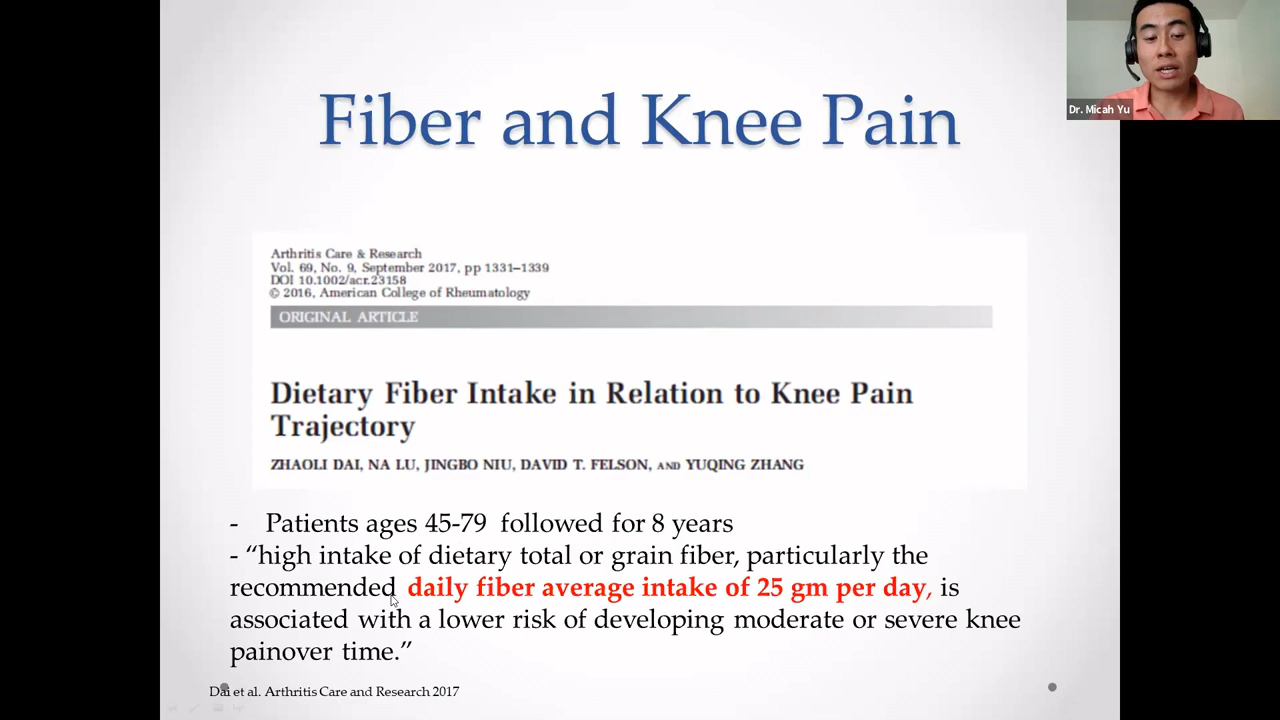 Fiber and Knee Pain
Dr. Micah Yu
Arthritis Care & Research
Vol. 69, No. 9, September 2017, pp 1331–1339
DOI 10.1002/acr.23158
© 2016, American College of Rheumatology
ORIGINAL ARTICLE
Dietary Fiber Intake in Relation to Knee Pain
Trajectory
ZHAOLI DAI, NA LU, JINGBO NIU, DAVID T. FELSON, AND YUQING ZHANG
- Patients ages 45-79 followed for 8 years
- “high intake of dietary total or grain fiber, particularly the
recommended daily fiber average intake of 25 gm per day, is
associated with a lower risk of developing moderate or severe knee
painover time.”
Dai et al. Arthritis Care and Research 2017